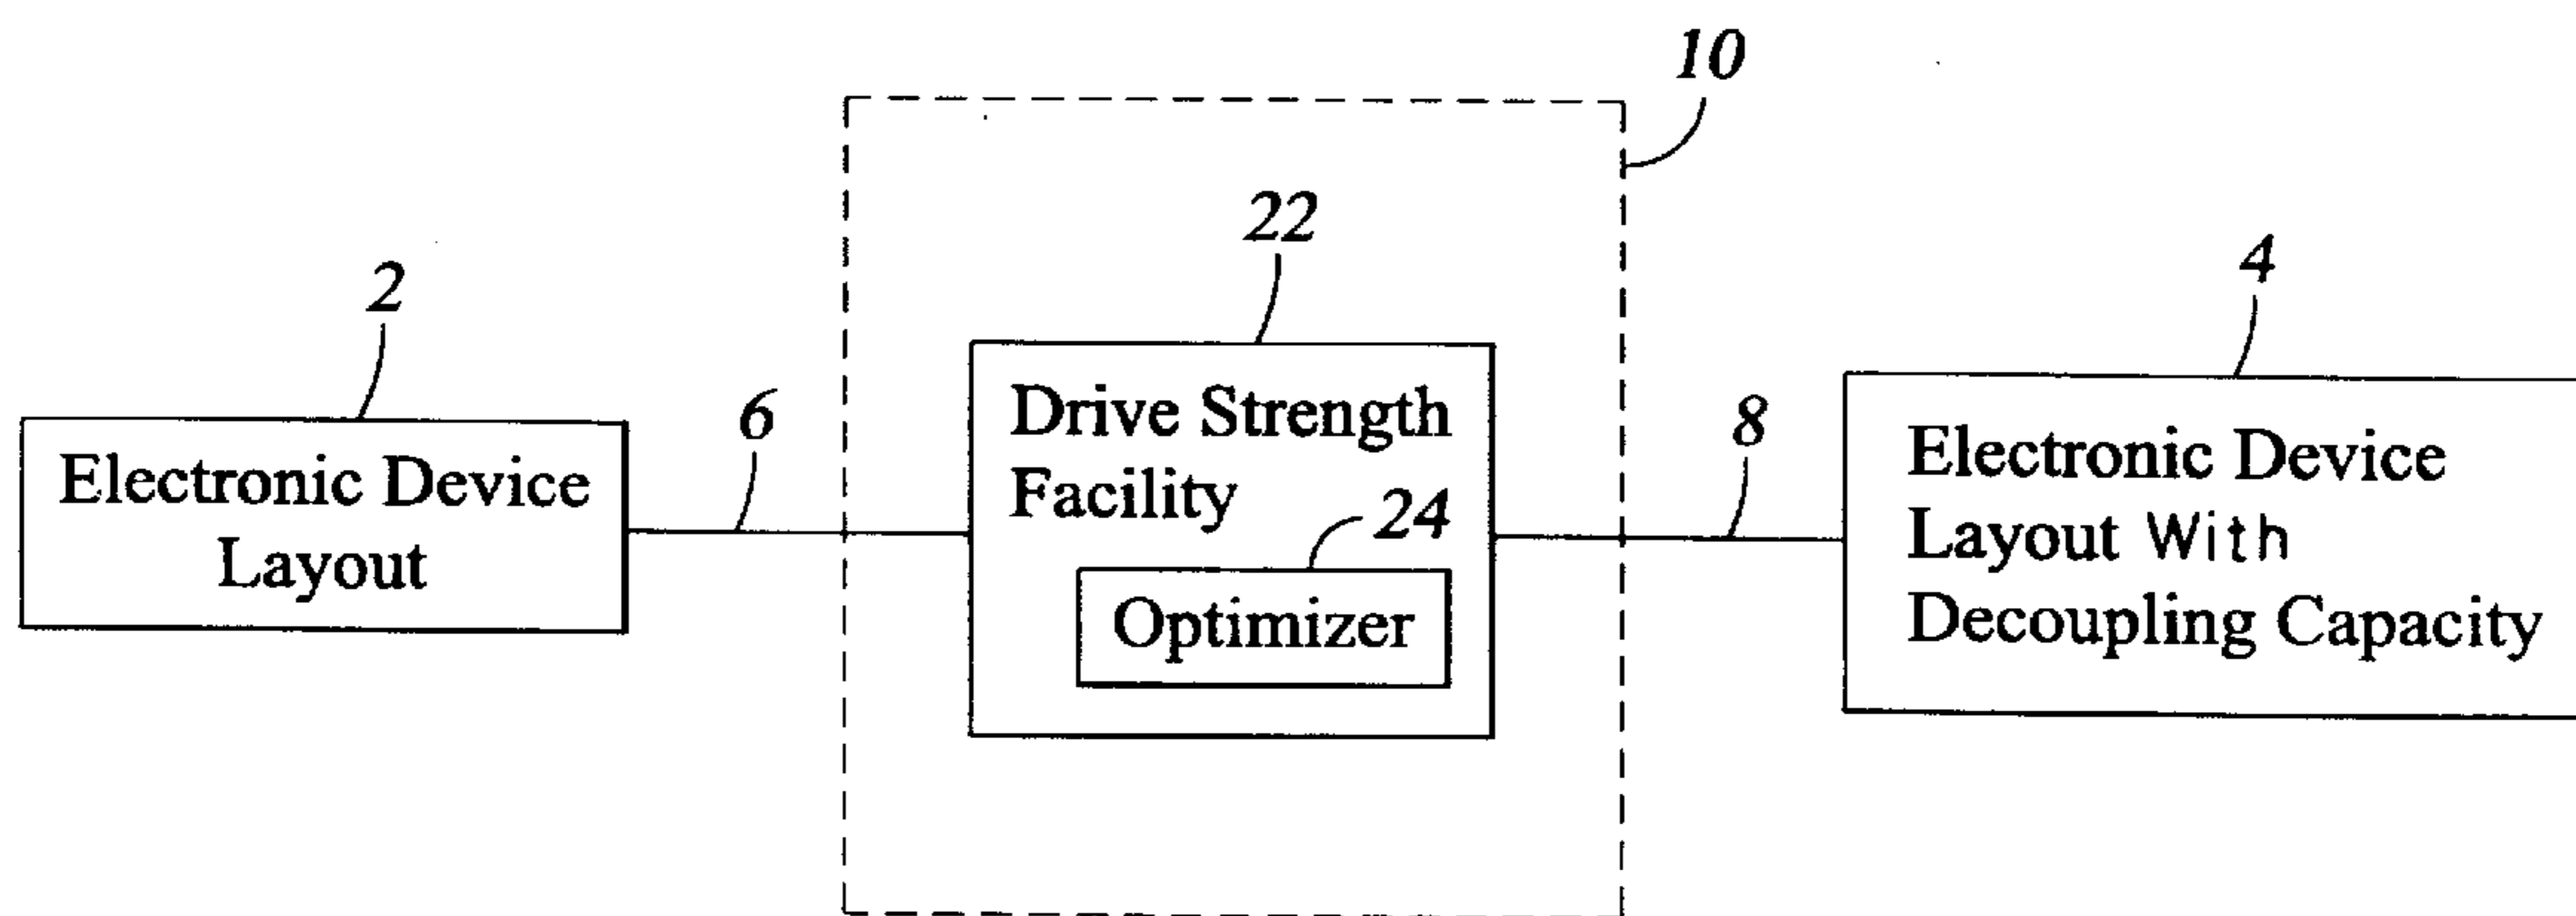 10
22
4
2
6
8
Drive Strength
Facility
24
Optimizer
Electronic Device
Layout
Electronic Device
Layout With
Decoupling Capacity